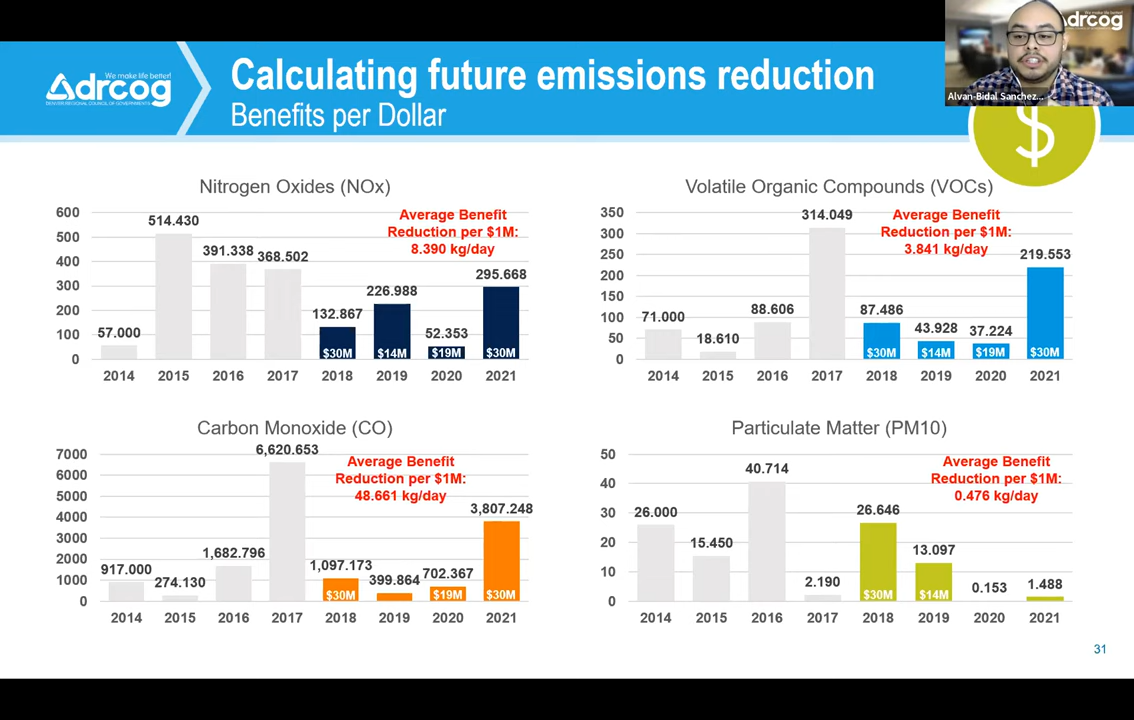 We make life better!
drcog
DENVER REGIONAL COUNCIL OF GOVERNMENTS
Calculating future emissions reduction
Benefits per Dollar
We make life better!
drcog
Alvan-Bidal Sanchez...
$
Nitrogen Oxides (NOx)
600
500
400
300
200
100
0
57.000
514.430
391.338
368.502
132.867
226.988
52.353
295.668
Average Benefit
Reduction per $1M:
8.390 kg/day
$30M
$14M
$19M
$30M
2014 2015 2016 2017 2018 2019 2020 2021
Volatile Organic Compounds (VOCs)
350
300
250
200
150
100
50
0
71.000
18.610
88.606
314.049
87.486
43.928
37.224
219.553
Average Benefit
Reduction per $1M:
3.841 kg/day
$30M
$14M
$19M
$30M
2014 2015 2016 2017 2018 2019 2020 2021
Carbon Monoxide (CO)
7000
6000
5000
4000
3000
2000
1000
0
917.000
274.130
1,682.796
6,620.653
1,097.173
399.864
702.367
3,807.248
Average Benefit
Reduction per $1M:
48.661 kg/day
$30M
$19M
$30M
2014 2015 2016 2017 2018 2019 2020 2021
Particulate Matter (PM10)
50
40
30
20
10
0
26.000
15.450
40.714
2.190
26.646
13.097
0.153
1.488
Average Benefit
Reduction per $1M:
0.476 kg/day
$30M
$14M
2014 2015 2016 2017 2018 2019 2020 2021
31